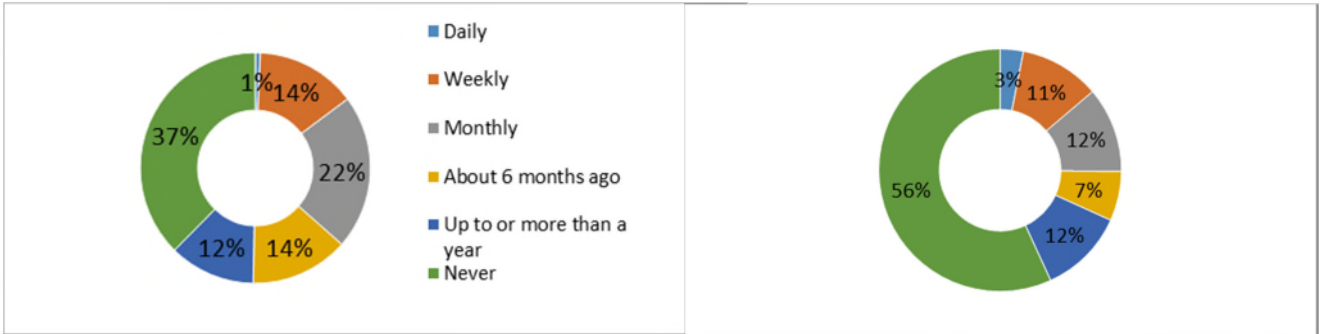 Daily
Weekly
Monthly
About 6 months ago
Up to or more than a
year
Never
1%
14%
22%
14%
12%
37%
3%
11%
12%
7%
12%
56%